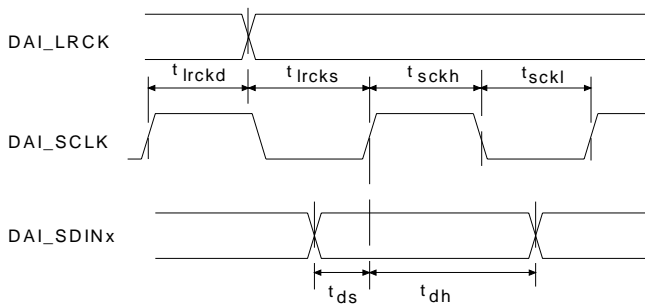 DAI_LRCK
t lrckd t lrcks t sckh t sckl
DAI_SCLK
DAI_SDINx
t ds t dh